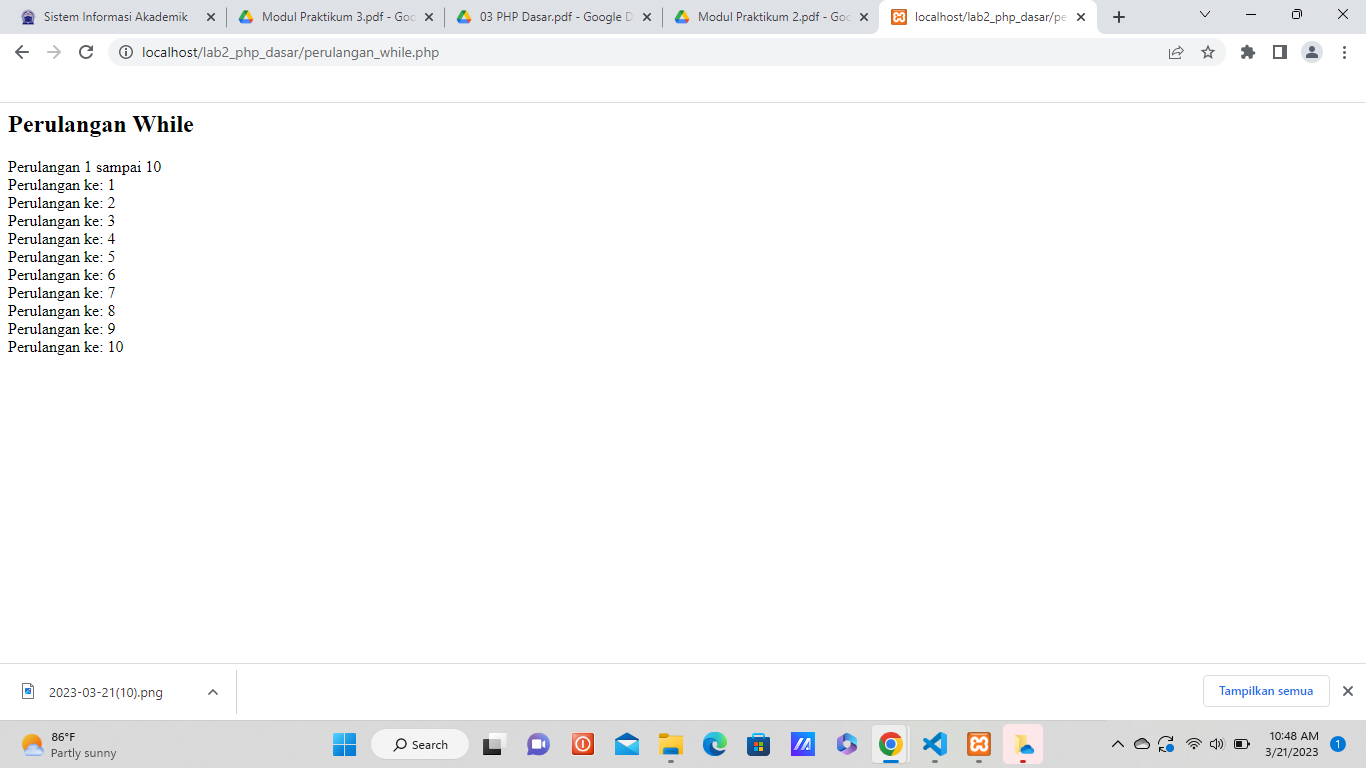 Sistem Informasi Akademik
Modul Praktikum 3.pdf - Goo
03 PHP Dasar.pdf - Google D
Modul Praktikum 2.pdf - Goo
localhost/lab2_php_dasar/pe
localhost/lab2_php_dasar/perulangan_while.php
Perulangan While
Perulangan 1 sampai 10
Perulangan ke: 1
Perulangan ke: 2
Perulangan ke: 3
Perulangan ke: 4
Perulangan ke: 5
Perulangan ke: 6
Perulangan ke: 7
Perulangan ke: 8
Perulangan ke: 9
Perulangan ke: 10
2023-03-21(10).png
Tampilkan semua
86°F
Partly sunny
Search
10:48 AM
3/21/2023
1